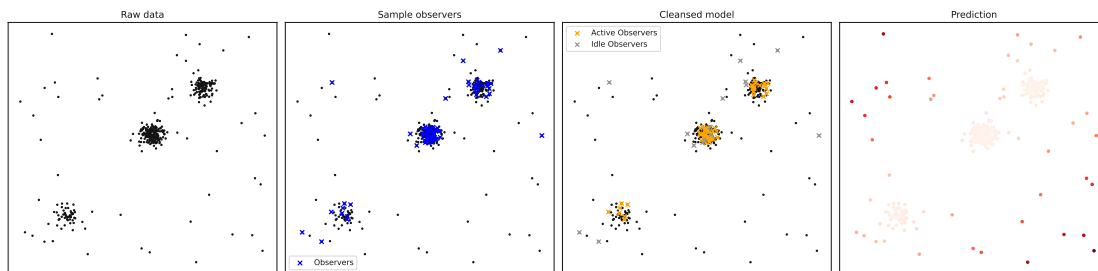 Raw data
Sample observers
Cleansed model
Prediction
Observers
Active Observers
Idle Observers